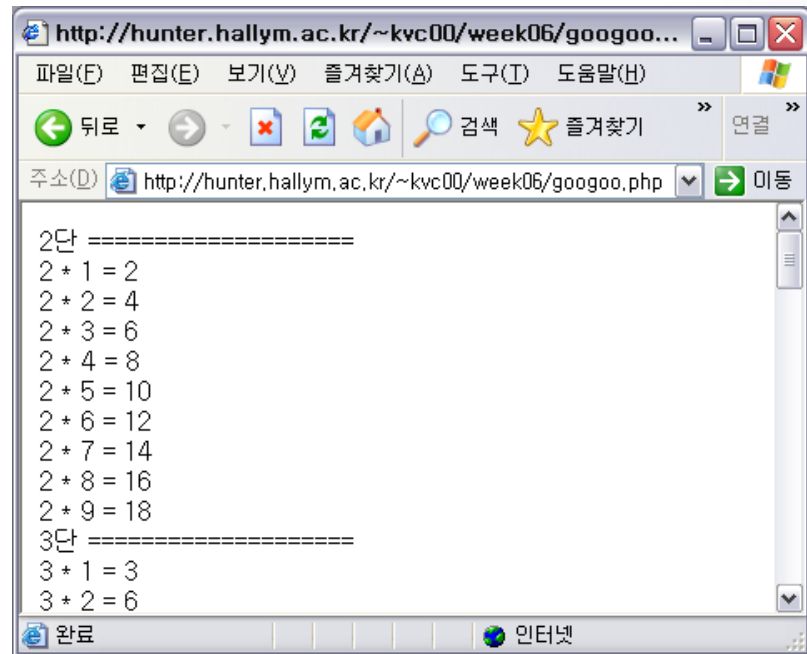 http://hunter.hallym.ac.kr/~kvc00/week06/googoo...
파일(F) 편집(E) 보기(V) 즐겨찾기(A) 도구(T) 도움말(H)
뒤로 검색 즐겨찾기 » 연결 »
주소(D) http://hunter.hallym.ac.kr/~kvc00/week06/googoo.php 이동
2단 ====================
2 * 1 = 2
2 * 2 = 4
2 * 3 = 6
2 * 4 = 8
2 * 5 = 10
2 * 6 = 12
2 * 7 = 14
2 * 8 = 16
2 * 9 = 18
3단 ====================
3 * 1 = 3
3 * 2 = 6
완료 인터넷